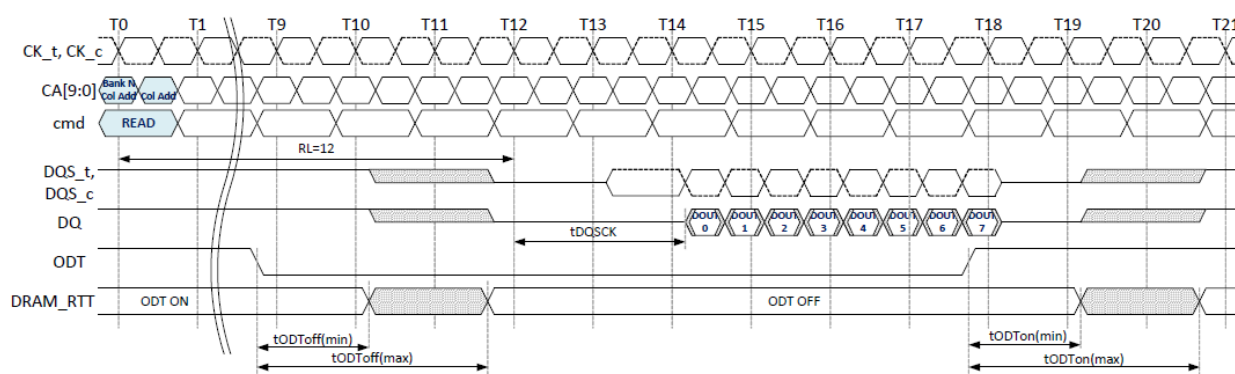 T0 T1 T9 T10 T11 T12 T13 T14 T15 T16 T17 T18 T19 T20 T21
CK_t, CK_c
Bank N
CA[9:0] Col Add Col Add
cmd READ
RL=12
DQS_t,
DQS_c
DQ DOUT DOUT DOUT DOUT DOUT DOUT DOUT DOUT
0 1 2 3 4 5 6 7
tDQSCK
ODT
DRAM_RTT ODT ON ODT OFF
tODToff(min) tODTon(min)
tODToff(max) tODTon(max)